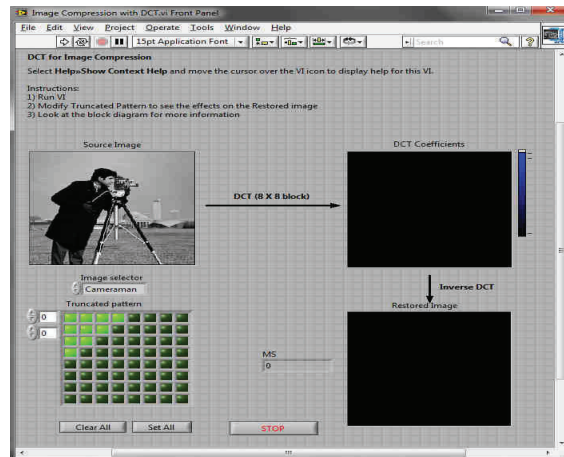 Image Compression with DCT.vi Front Panel
File Edit View Project Operate Tools Window Help
15pt Application Font
Search
DCT for Image Compression
Select Help»Show Context Help and move the cursor over the VI icon to display help for this VI.
Instructions:
1) Run VI
2) Modify Truncated Pattern to see the effects on the Restored image
3) Look at the block diagram for more information
Source Image
DCT Coefficients
DCT (8 X 8 block)
Image selector
Cameraman
Inverse DCT
Truncated pattern
Restored Image
0
0
MS
0
Clear All
Set All
STOP